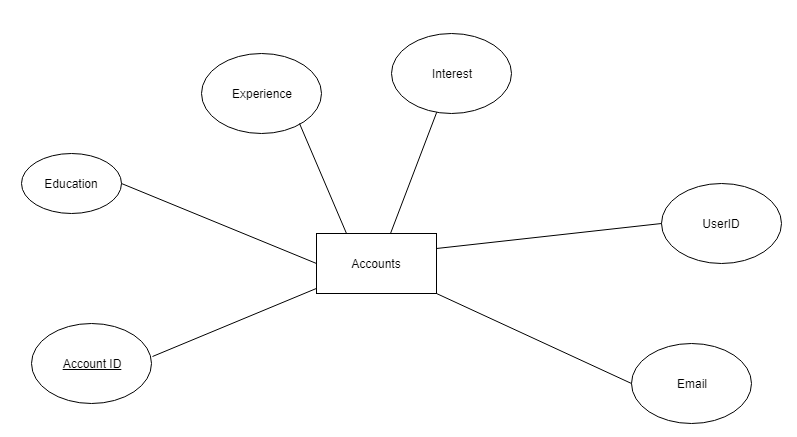 Interest
Experience
Education
UserID
Accounts
Account ID
Email